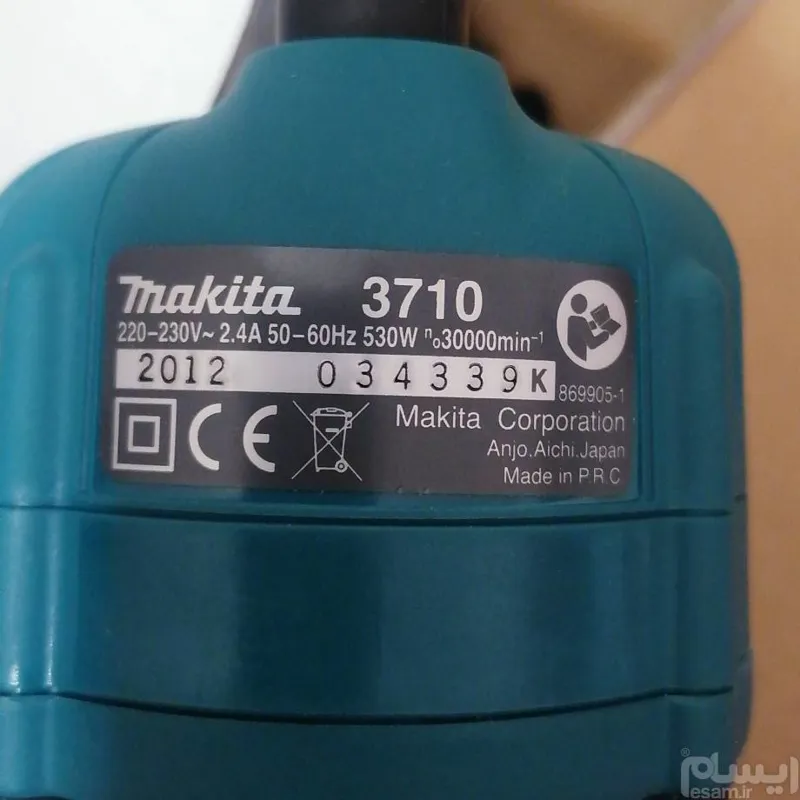 makita 3710
220-230V~ 2.4A 50-60Hz 530W n₀30000min⁻¹
2012 034339K
869905-1
CE
Makita Corporation
Anjo.Aichi.Japan
Made in P.R.C
ایسام®
esam.ir